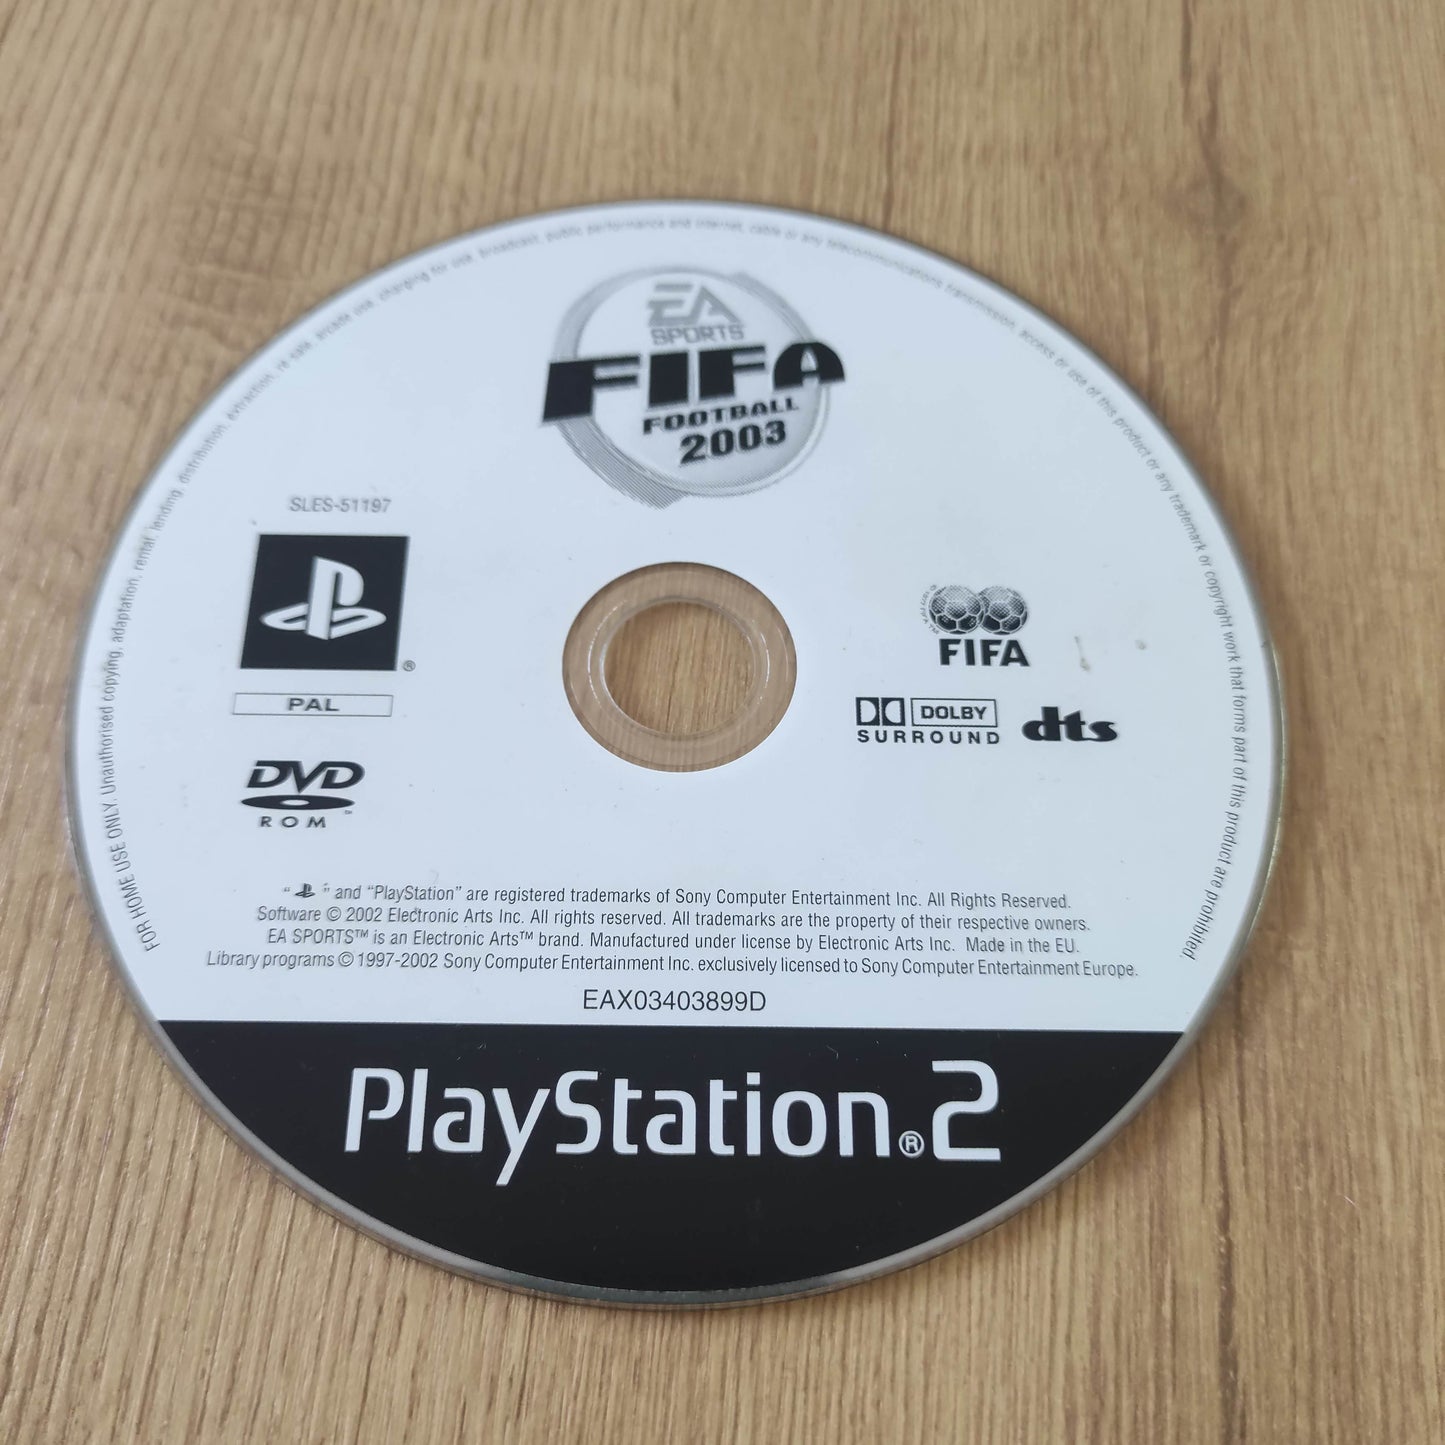 FOR HOME USE ONLY. Unauthorised copying, adaptation, rental, lending, distribution, extraction, re-sale, arcade use, charging for use, broadcast, public performance and internet, cable or any telecommunications transmission, access or use of this product or any trademark or copyright work that forms part of this product are prohibited.
EA
SPORTS
FIFA
FOOTBALL
2003
SLES-51197
®
PAL
DVD
ROM
FIFA
DOLBY
SURROUND
dts
“ ” and “PlayStation” are registered trademarks of Sony Computer Entertainment Inc. All Rights Reserved.
Software © 2002 Electronic Arts Inc. All rights reserved. All trademarks are the property of their respective owners.
EA SPORTS™ is an Electronic Arts™ brand. Manufactured under license by Electronic Arts Inc. Made in the EU.
Library programs © 1997-2002 Sony Computer Entertainment Inc. exclusively licensed to Sony Computer Entertainment Europe.
EAX03403899D
PlayStation®2